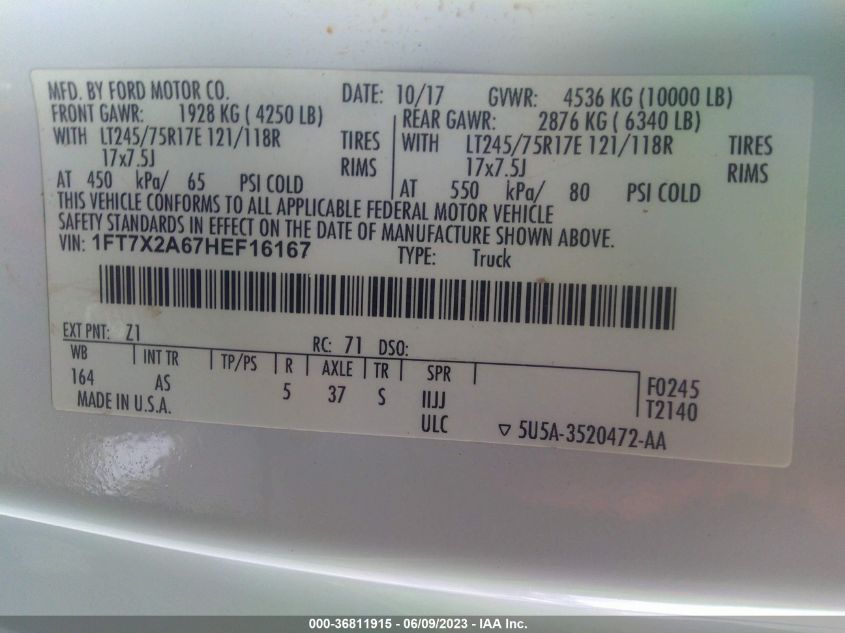 MFD. BY FORD MOTOR CO. DATE: 10/17 GVWR: 4536 KG (10000 LB)
FRONT GAWR: 1928 KG ( 4250 LB) REAR GAWR: 2876 KG ( 6340 LB)
WITH LT245/75R17E 121/118R TIRES WITH LT245/75R17E 121/118R TIRES
17x7.5J RIMS 17x7.5J RIMS
AT 450 kPa/ 65 PSI COLD AT 550 kPa/ 80 PSI COLD
THIS VEHICLE CONFORMS TO ALL APPLICABLE FEDERAL MOTOR VEHICLE
SAFETY STANDARDS IN EFFECT ON THE DATE OF MANUFACTURE SHOWN ABOVE.
VIN: 1FT7X2A67HEF16167 TYPE: Truck
EXT PNT: Z1 RC: 71 DSO:
WB INT TR TP/PS R AXLE TR SPR
164 AS 5 37 S IIJJ F0245
MADE IN U.S.A. ULC T2140
5U5A-3520472-AA
000-36811915 - 06/09/2023 - IAA Inc.